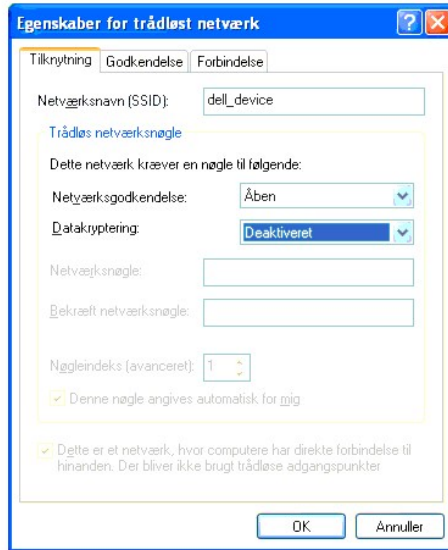 Egenskaber for trådløst netværk
Tilknytning Godkendelse Forbindelse
Netværksnavn (SSID): dell_device
Trådløs netværksnøgle
Dette netværk kræver en nøgle til følgende:
Netværksgodkendelse: Åben
Datakryptering: Deaktiveret
Netværksnøgle:
Bekræft netværksnøgle:
Nøgleindeks (avanceret): 1
Denne nøgle angives automatisk for mig
Dette er et netværk, hvor computere har direkte forbindelse til
hinanden. Der bliver ikke brugt trådløse adgangspunkter
OK Annuller